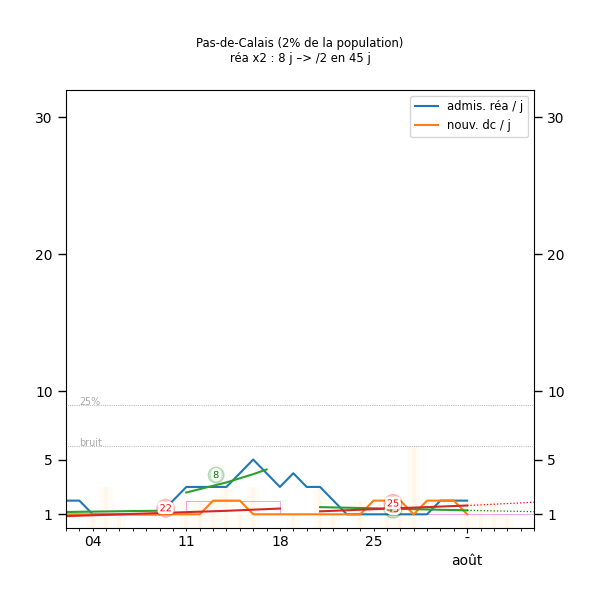 Pas-de-Calais (2% de la population)
réa x2 : 8 j –> /2 en 45 j
admis. réa / j
nouv. dc / j
30 30
20 20
10 10
25%
bruit
5 5
8
22
25
1 1
04 11 18 25 -
août